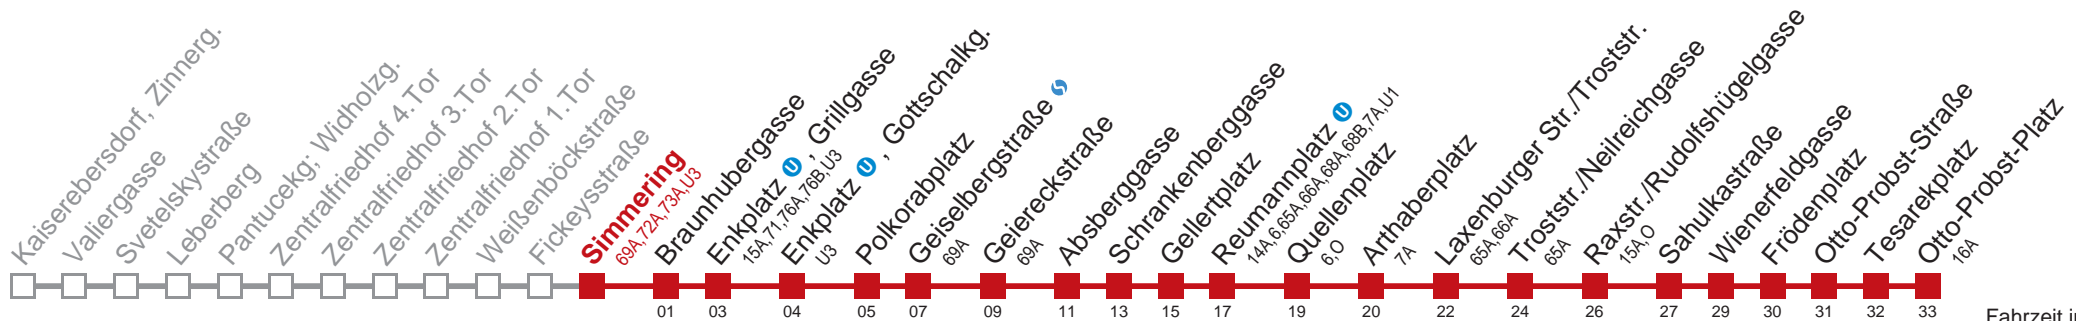 Kaiserebersdorf, Zinnerg.
Valiergasse
Svetelskystraße
Leberberg
Pantucekg; Widholzg.
Zentralfriedhof 4.Tor
Zentralfriedhof 3.Tor
Zentralfriedhof 2.Tor
Zentralfriedhof 1.Tor
Weißenböckstraße
Fickeysstraße
Simmering
69A,72A,73A,U3
Braunhubergasse
Enkplatz U , Grillgasse
15A,71,76A,76B,U3
Enkplatz U , Gottschalkg.
U3
Polkorabplatz
Geiselbergstraße S
69A
Geiereckstraße
69A
Absberggasse
Schrankenberggasse
Gellertplatz
Reumannplatz U
14A,6,65A,66A,68A,68B,7A,U1
Quellenplatz
6,O
Arthaberplatz
7A
Laxenburger Str./Troststr.
65A,66A
Troststr./Neilreichgasse
65A
Raxstr./Rudolfshügelgasse
15A,O
Sahulkastraße
Wienerfeldgasse
Frödenplatz
Otto-Probst-Straße
Tesarekplatz
Otto-Probst-Platz
16A
01 03 04 05 07 09 11 13 15 17 19 20 22 24 26 27 29 30 31 32 33
Fahrzeit